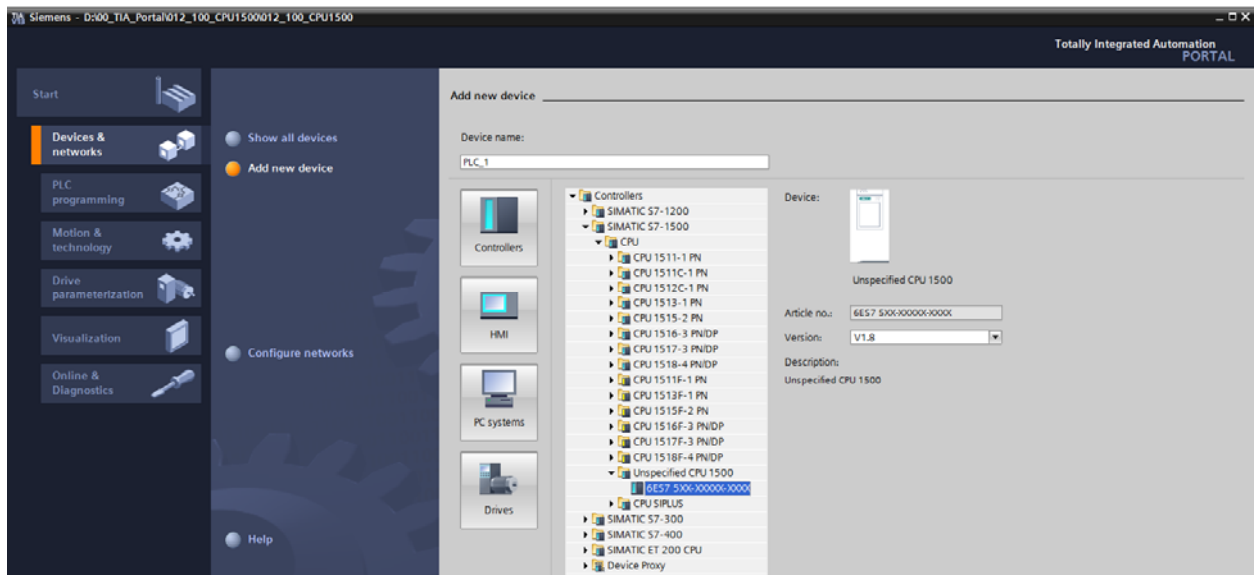 Siemens - D:\00_TIA_Portal\012_100_CPU1500\012_100_CPU1500
Totally Integrated Automation
PORTAL
Start
Devices &
networks
PLC
programming
Motion &
technology
Drive
parameterization
Visualization
Online &
Diagnostics
Show all devices
Add new device
Configure networks
Help
Add new device
Device name:
PLC_1
Controllers
HMI
PC systems
Drives
Controllers
SIMATIC S7-1200
SIMATIC S7-1500
CPU
CPU 1511-1 PN
CPU 1511C-1 PN
CPU 1512C-1 PN
CPU 1513-1 PN
CPU 1515-2 PN
CPU 1516-3 PN/DP
CPU 1517-3 PN/DP
CPU 1518-4 PN/DP
CPU 1511F-1 PN
CPU 1513F-1 PN
CPU 1515F-2 PN
CPU 1516F-3 PN/DP
CPU 1517F-3 PN/DP
CPU 1518F-4 PN/DP
Unspecified CPU 1500
6ES7 5XX-XXXXX-XXXX
CPU SIPLUS
SIMATIC S7-300
SIMATIC S7-400
SIMATIC ET 200 CPU
Device Proxy
Device:
Unspecified CPU 1500
Article no.: 6ES7 5XX-XXXXX-XXXX
Version: V1.8
Description:
Unspecified CPU 1500